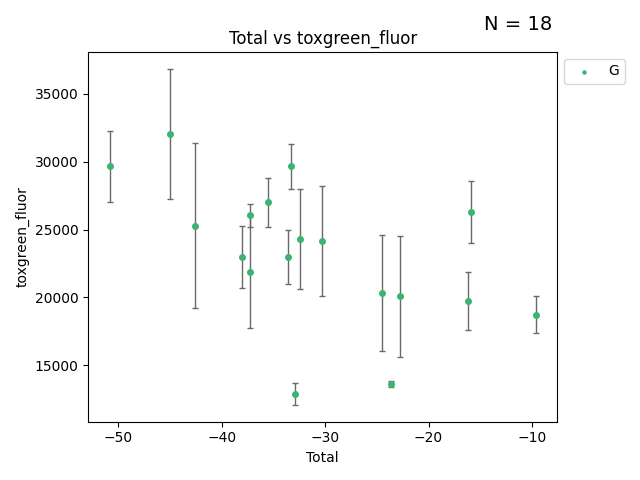 N = 18
Total vs toxgreen_fluor
G
35000
30000
25000
20000
15000
toxgreen_fluor
−50
−40
−30
−20
−10
Total